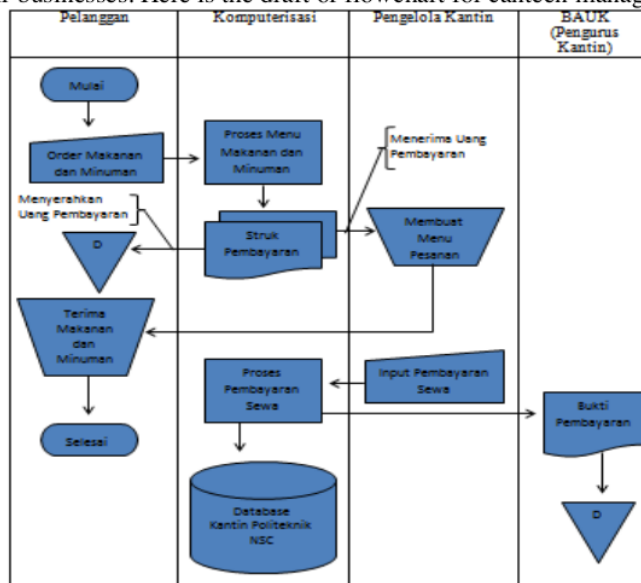 businesses. Here is the draft of flowchart for canteen manag
Pelanggan
Komputerisasi
Pengelola Kantin
BAUK
(Pengurus
Kantin)
Mulai
Order Makanan
dan Minuman
Proses Menu
Makanan dan
Minuman
Menerima Uang
Pembayaran
Menyerahkan
Uang Pembayaran
D
Struk
Pembayaran
Membuat
Menu
Pesanan
Terima
Makanan
dan
Minuman
Proses
Pembayaran
Sewa
Input Pembayaran
Sewa
Bukti
Pembayaran
Selesai
Database
Kantin Politeknik
NSC
D